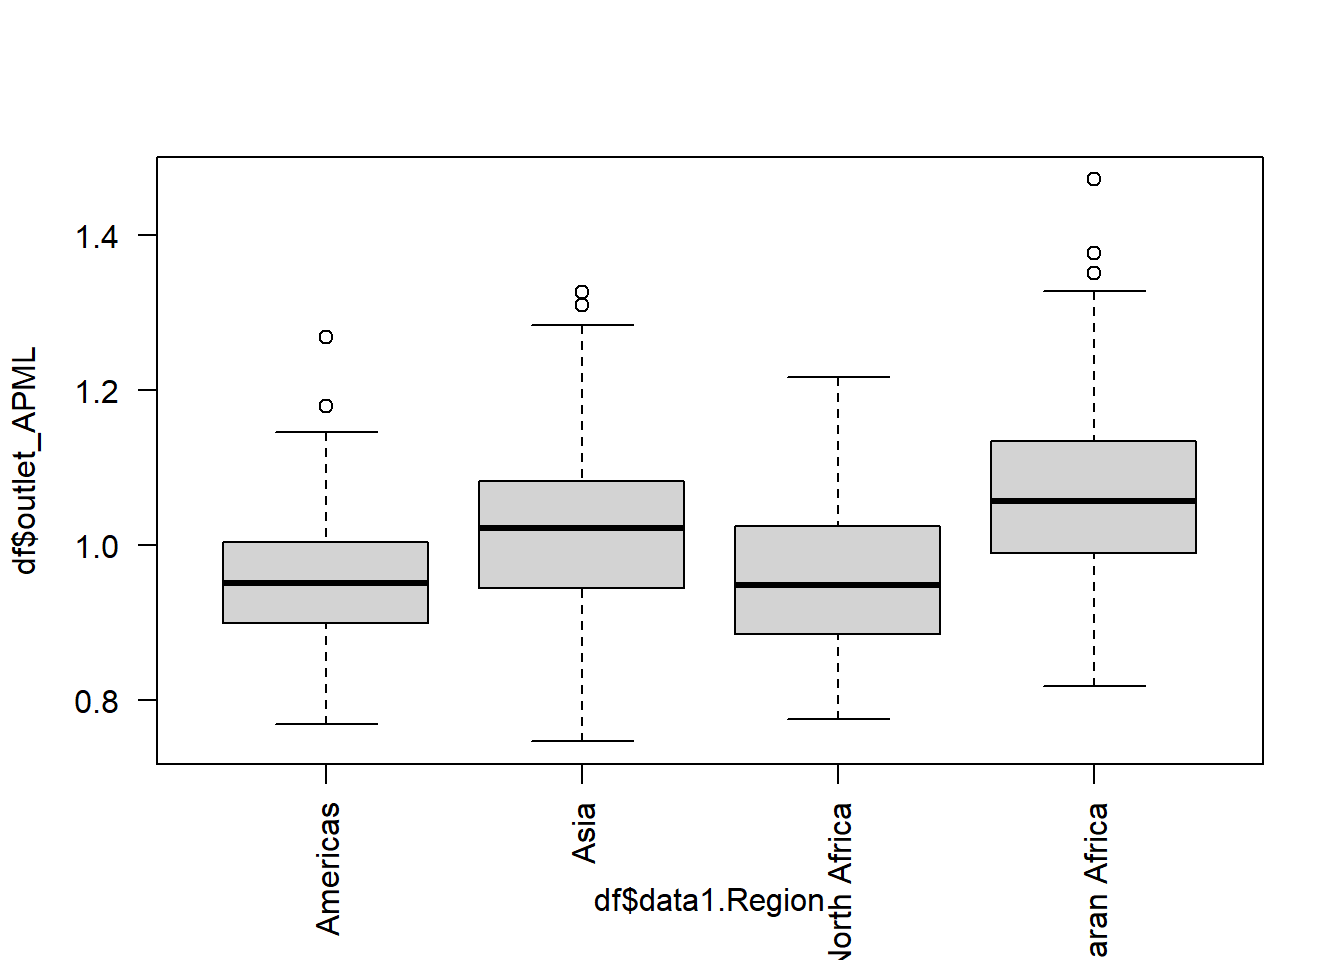 df$outlet_APML
1.4
1.2
1.0
0.8
Americas
Asia
North Africa
aran Africa
df$data1.Region